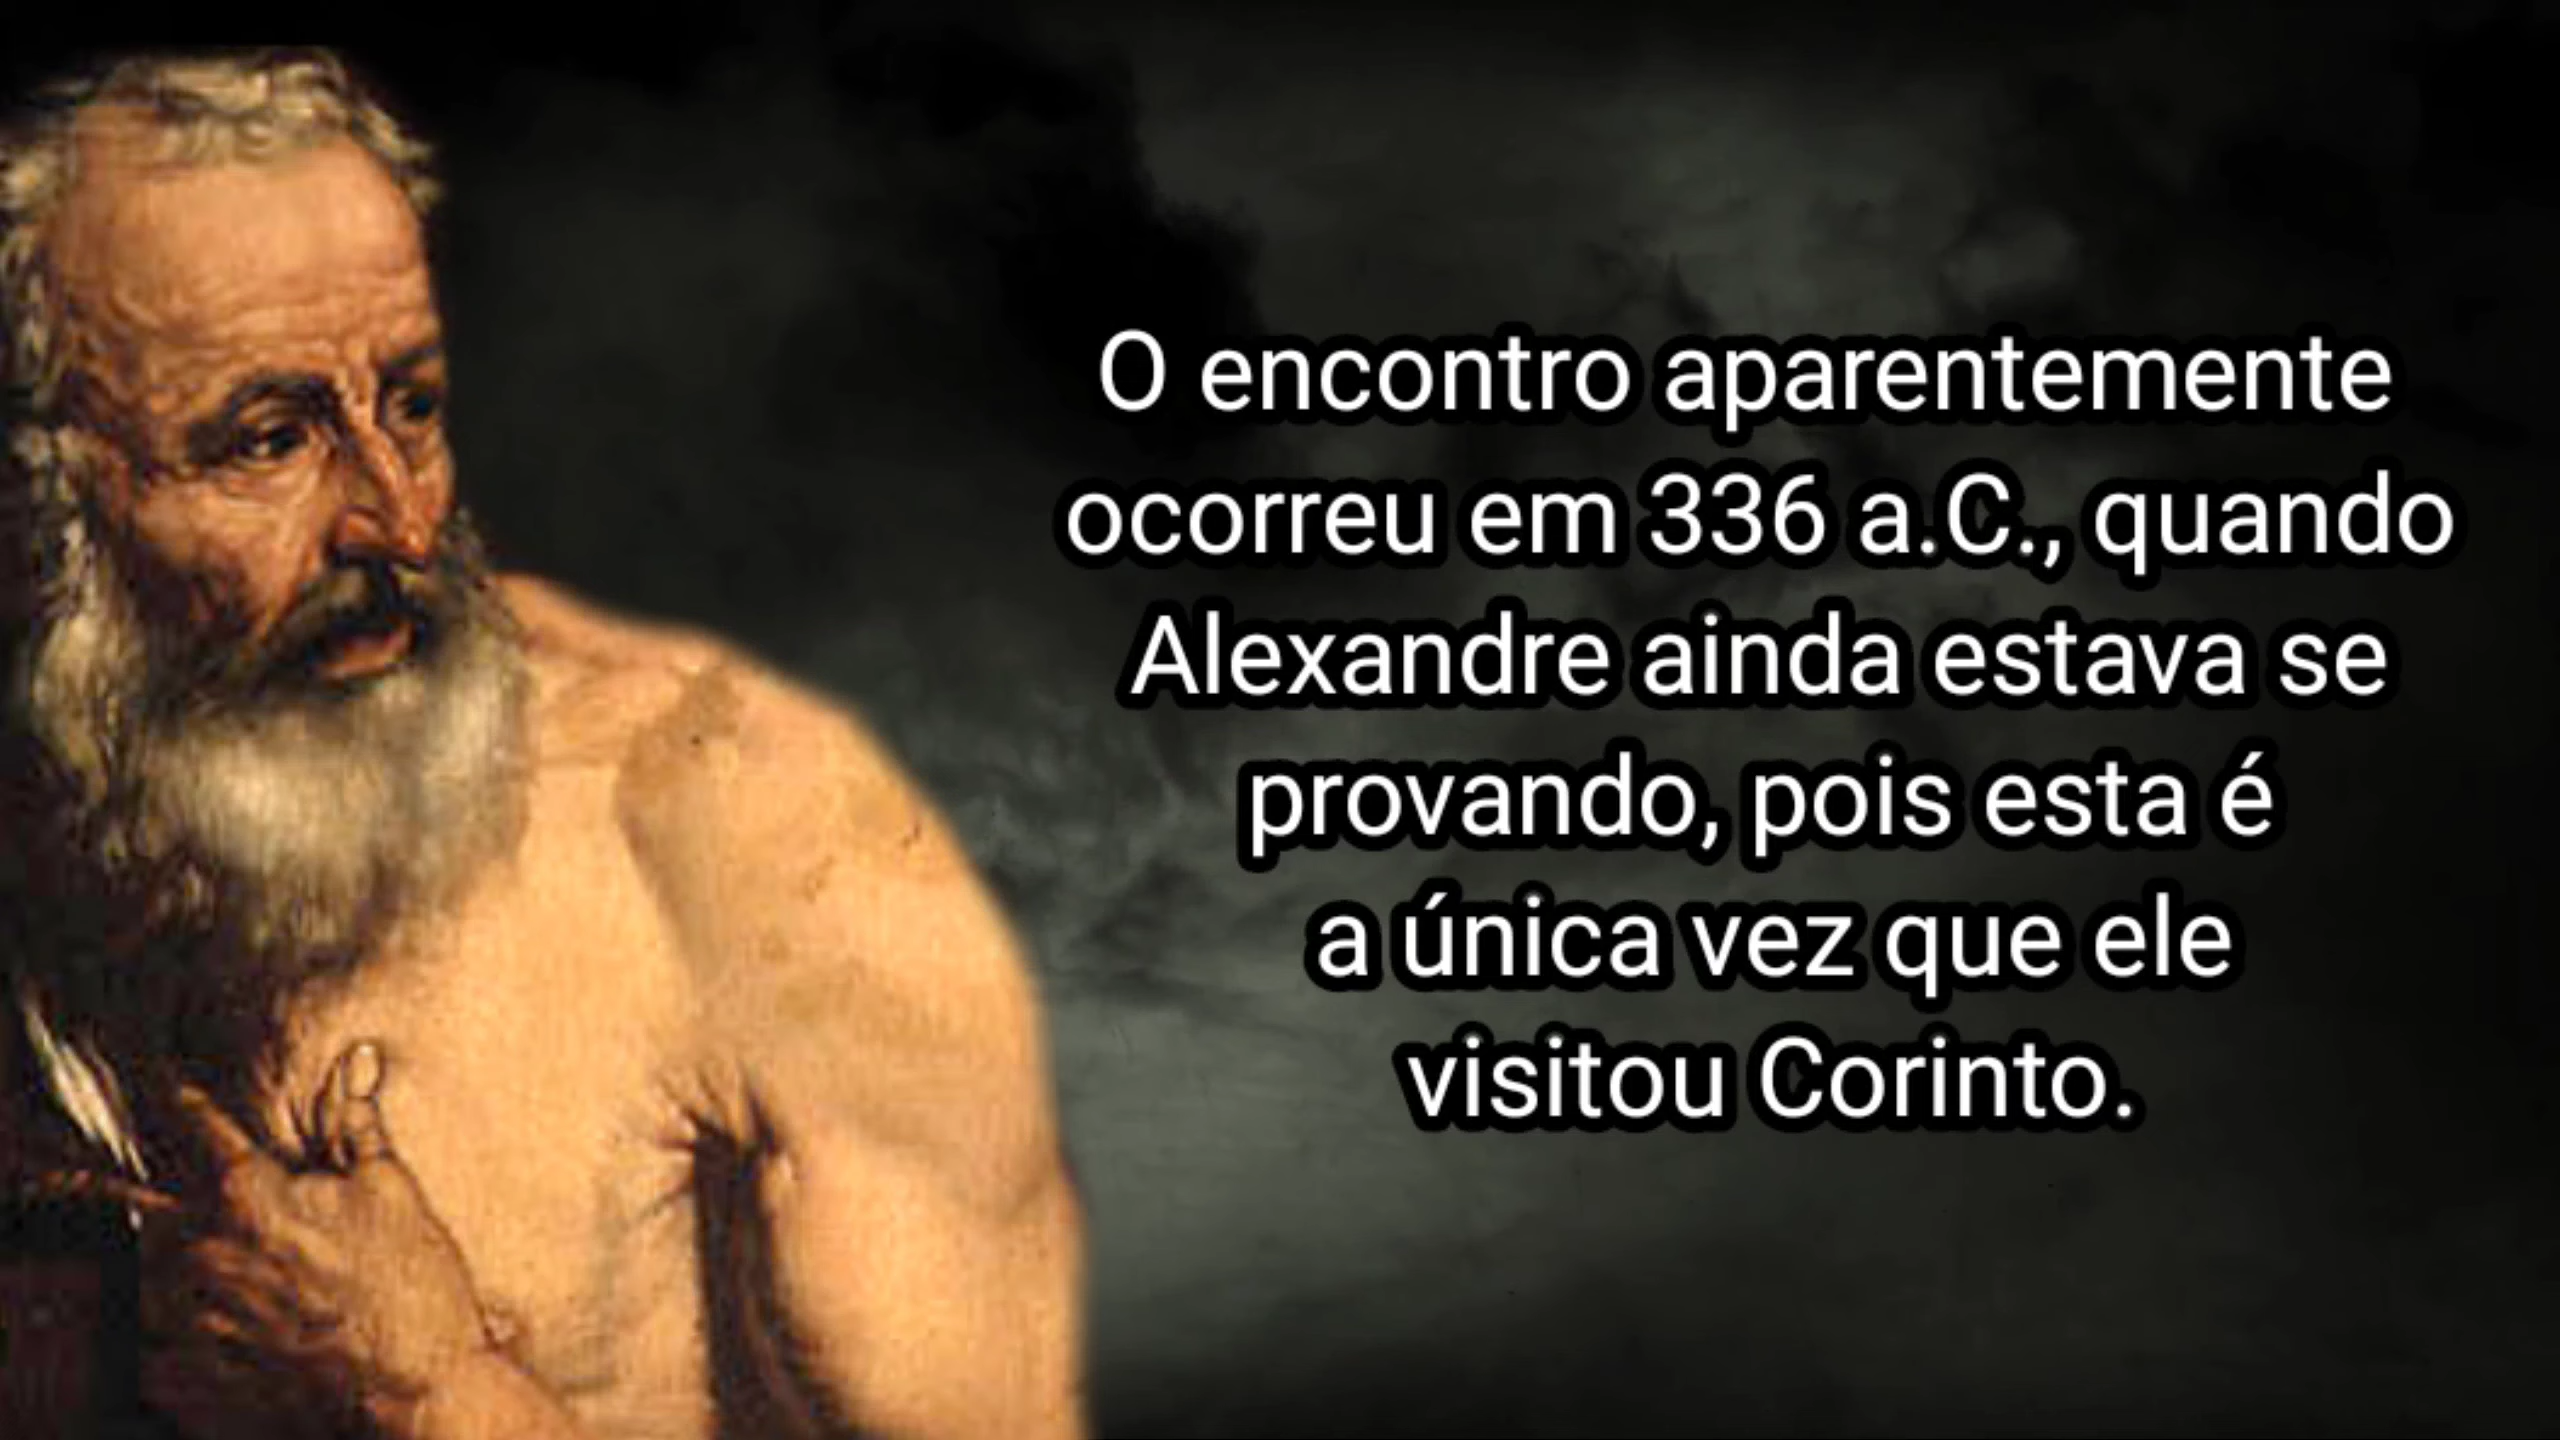 O encontro aparentemente
ocorreu em 336 a.C., quando
Alexandre ainda estava se
provando, pois esta é
a única vez que ele
visitou Corinto.